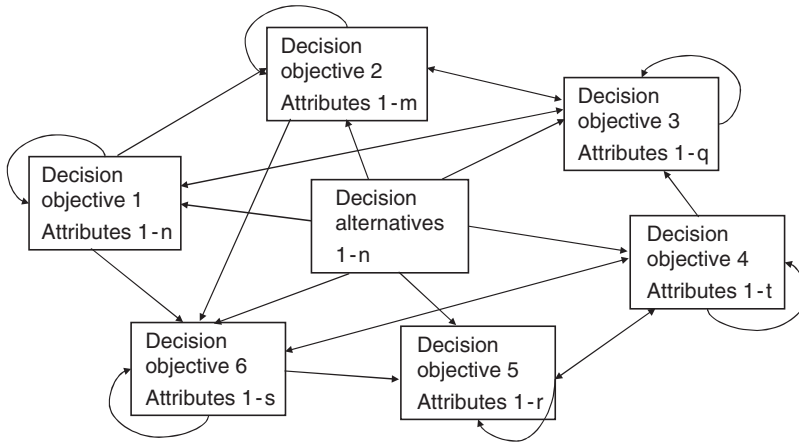 Decision
objective 2
Attributes 1-m
Decision
objective 3
Attributes 1-q
Decision
objective 1
Attributes 1-n
Decision
alternatives
1-n
Decision
objective 4
Attributes 1-t
Decision
objective 6
Attributes 1-s
Decision
objective 5
Attributes 1-r